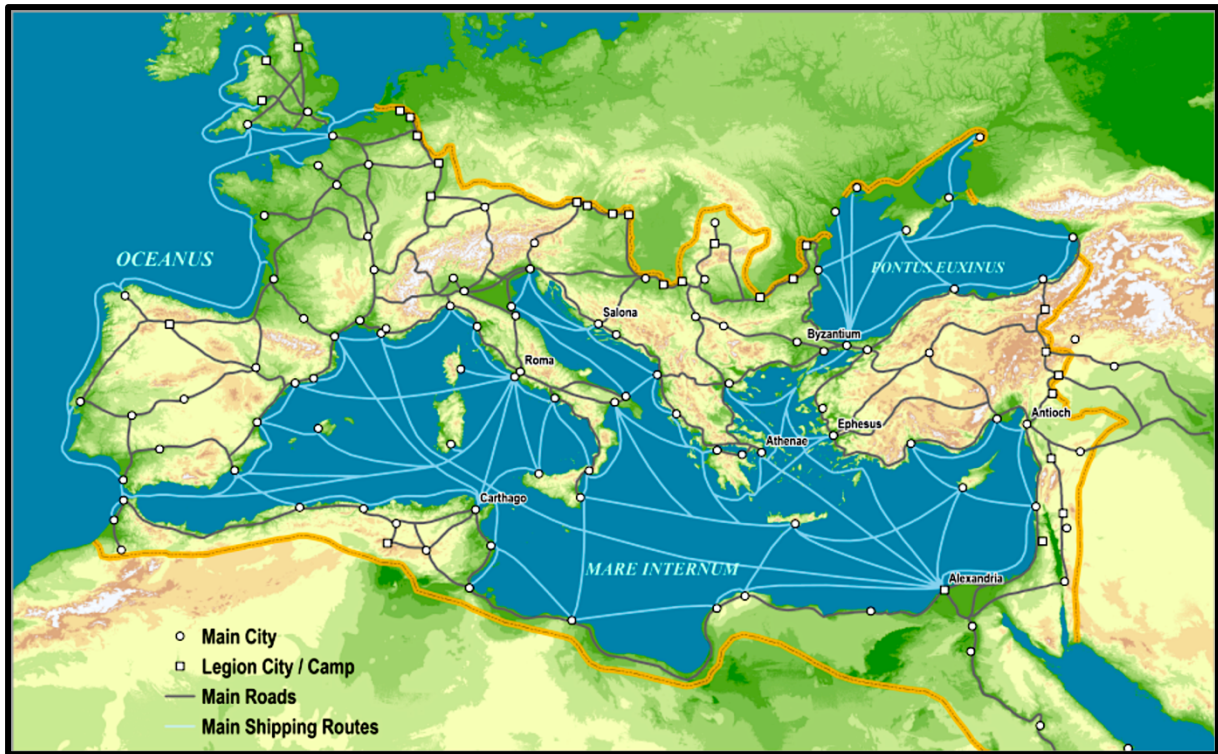 OCEANUS
PONTUS EUXINUS
Salona
Byzantium
Roma
Ephesus
Antioch
Athenae
Carthago
MARE INTERNUM
Alexandria
Main City
Legion City / Camp
Main Roads
Main Shipping Routes